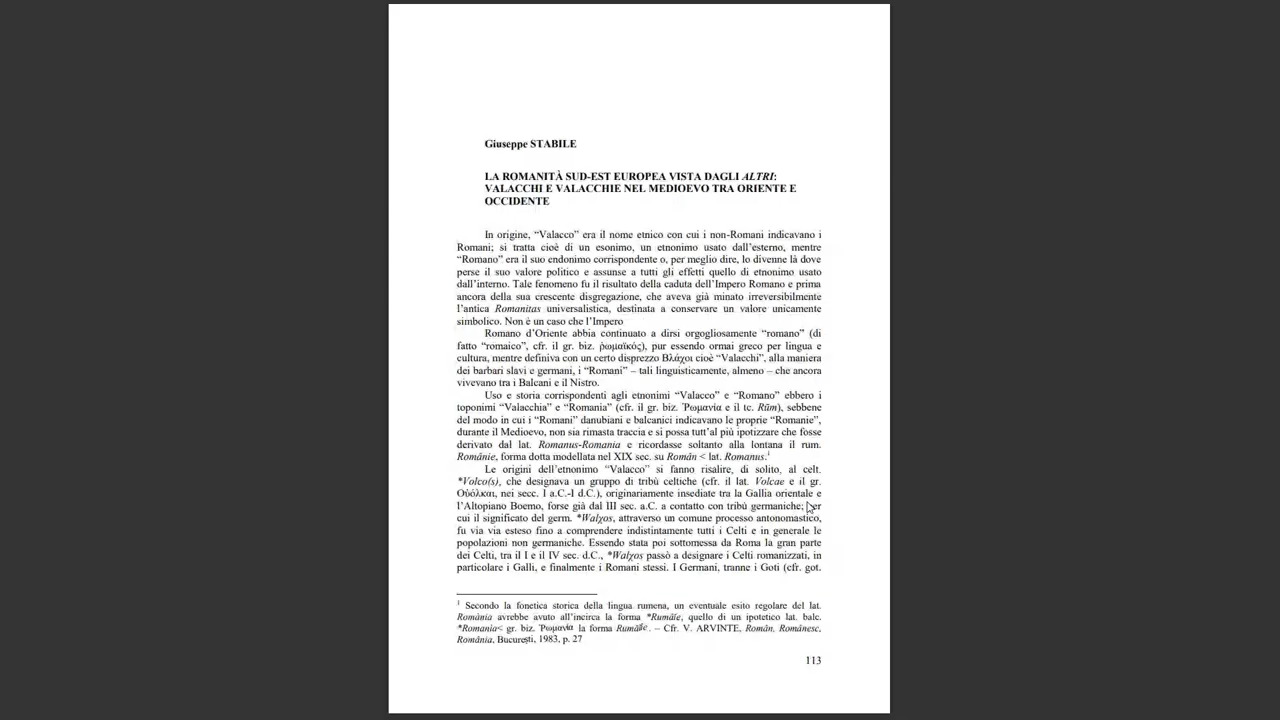 Giuseppe STABILE
LA ROMANITÀ SUD-EST EUROPEA VISTA DAGLI ALTRI:
VALACCHI E VALACCHIE NEL MEDIOEVO TRA ORIENTE E
OCCIDENTE
In origine, “Valacco” era il nome etnico con cui i non-Romani indicavano i
Romani; si tratta cioè di un esonimo, un etnonimo usato dall’esterno, mentre
“Romano” era il suo endonimo corrispondente o, per meglio dire, lo divenne là dove
perse il suo valore politico e assunse a tutti gli effetti quello di etnonimo usato
dall’interno. Tale fenomeno fu il risultato della caduta dell’Impero Romano e prima
ancora della sua crescente disgregazione, che aveva già minato irreversibilmente
l’antica Romanitas universalistica, destinata a conservare un valore unicamente
simbolico. Non è un caso che l’Impero
Romano d’Oriente abbia continuato a dirsi orgogliosamente “romano” (di
fatto “romaico”, cfr. il gr. biz. ῥωμαϊκός), pur essendo ormai greco per lingua e
cultura, mentre definiva con un certo disprezzo Βλάχοι cioè “Valacchi”, alla maniera
dei barbari slavi e germani, i “Romani” – tali linguisticamente, almeno – che ancora
vivevano tra i Balcani e il Nistro.
Uso e storia corrispondenti agli etnonimi “Valacco” e “Romano” ebbero i
toponimi “Valacchia” e “Romania” (cfr. il gr. biz. Ῥωμανία e il tc. Rūm), sebbene
del modo in cui i “Romani” danubiani e balcanici indicavano le proprie “Romanie”,
durante il Medioevo, non sia rimasta traccia e si possa tutt’al più ipotizzare che fosse
derivato dal lat. Romanus-Romania e ricordasse soltanto alla lontana il rum.
Românie, forma dotta modellata nel XIX sec. su Român < lat. Romanus.1
Le origini dell’etnonimo “Valacco” si fanno risalire, di solito, al celt.
*Volco(s), che designava un gruppo di tribù celtiche (cfr. il lat. Volcae e il gr.
Οὐόλκαι, nei secc. I a.C.-I d.C.), originariamente insediate tra la Gallia orientale e
l’Altopiano Boemo, forse già dal III sec. a.C. a contatto con tribù germaniche; per
cui il significato del germ. *Walχos, attraverso un comune processo antonomastico,
fu via via esteso fino a comprendere indistintamente tutti i Celti e in generale le
popolazioni non germaniche. Essendo stata poi sottomessa da Roma la gran parte
dei Celti, tra il I e il IV sec. d.C., *Walχos passò a designare i Celti romanizzati, in
particolare i Galli, e finalmente i Romani stessi. I Germani, tranne i Goti (cfr. got.
1 Secondo la fonetica storica della lingua rumena, un eventuale esito regolare del lat.
Romània avrebbe avuto all’incirca la forma *Rumâie, quello di un ipotetico lat. balc.
*Romanìa< gr. biz. Ῥωμανία la forma . – Cfr. V. ARVINTE, Român, Românesc,
România, București, 1983, p. 27
113